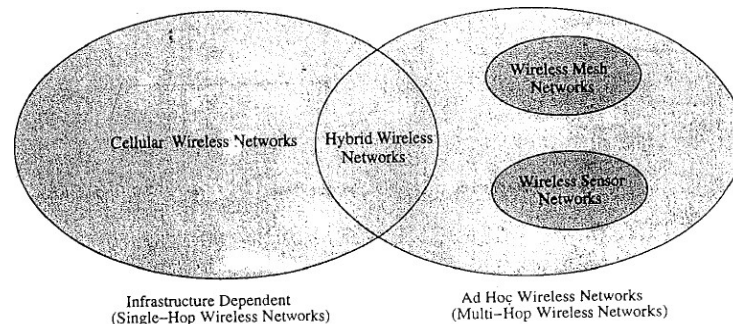 Wireless Mesh
Networks
Cellular Wireless Networks
Hybrid Wireless
Networks
Wireless Sensor
Networks
Infrastructure Dependent
(Single-Hop Wireless Networks)
Ad Hoc Wireless Networks
(Multi-Hop Wireless Networks)